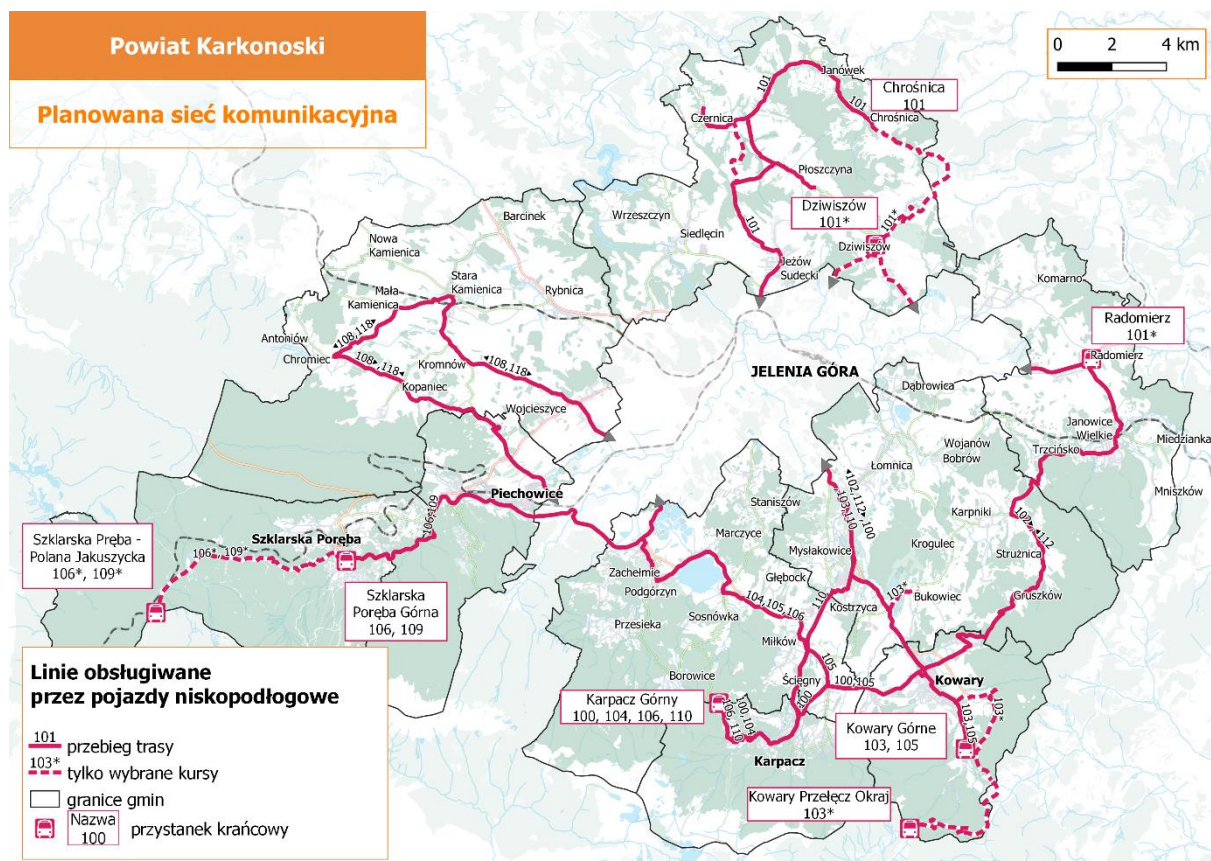 Powiat Karkonoski
Planowana sieć komunikacyjna
0 2 4 km
Janówek
101
101
Chrośnica
101
Czernica
Chrośnica
Płoszczyna
Barcinek
Wrzeszczyn
Dziwiszów
101*
101*
Nowa
Kamienica
Siedlęcin
101
Dziwiszów
Jeżów
Sudecki
Komarno
Stara
Kamienica
Rybnica
Mała
Kamienica
Radomierz
101*
Antoniów
108,118
Radomierz
Chromiec
108,118
Kromnów
108,118
JELENIA GÓRA
Kopaniec
Dąbrowica
Wojcieszyce
Janowice
Wielkie
Miedzianka
Wojanów
Bobrów
Trzcińsko
Łomnica
Mniszków
Piechowice
Staniszów
102,112,100
103,110
Karpniki
106,109
Marczyce
102
112
Szklarska Pręba -
Polana Jakuszycka
106*, 109*
Szklarska Poręba
106*, 109*
Mysłakowice
Krogulec
Strużnica
Zachełmie
Głębock
Podgórzyn
103*
Szklarska
Poręba Górna
106, 109
110
Kostrzyca
Bukowiec
Gruszków
104,105,106
Przesieka
Sosnówka
Miłków
105
Linie obsługiwane
przez pojazdy niskopodłogowe
Borowice
Ściegny
100,105
Kowary
Karpacz Górny
100, 104, 106, 110
100,104
106, 110
100
103*
Kowary Górne
103, 105
103,105
101
przebieg trasy
Karpacz
103*
tylko wybrane kursy
granice gmin
Kowary Przełęcz Okraj
103*
Nazwa
100
przystanek krańcowy